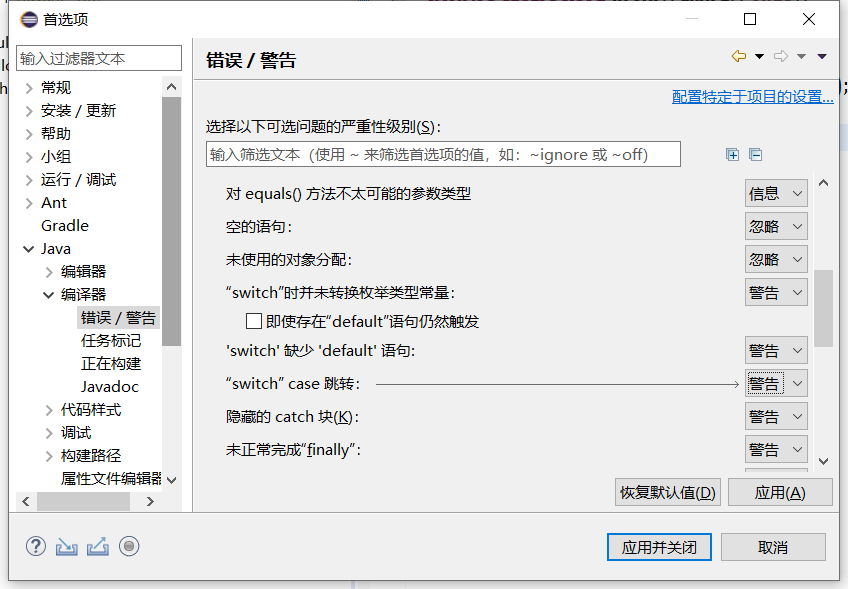 首选项
输入过滤器文本
常规
安装 / 更新
帮助
小组
运行 / 调试
Ant
Gradle
Java
编辑器
编译器
错误 / 警告
任务标记
正在构建
Javadoc
代码样式
调试
构建路径
属性文件编辑器
错误 / 警告
配置特定于项目的设置...
选择以下可选问题的严重性级别(S):
输入筛选文本（使用 ~ 来筛选首选项的值，如：~ignore 或 ~off）
对 equals() 方法不太可能的参数类型 信息
空的语句: 忽略
未使用的对象分配: 忽略
“switch”时并未转换枚举类型常量: 警告
即使存在“default”语句仍然触发
'switch' 缺少 'default' 语句: 警告
“switch” case 跳转: 警告
隐藏的 catch 块(K): 警告
未正常完成“finally”: 警告
恢复默认值(D) 应用(A)
应用并关闭 取消